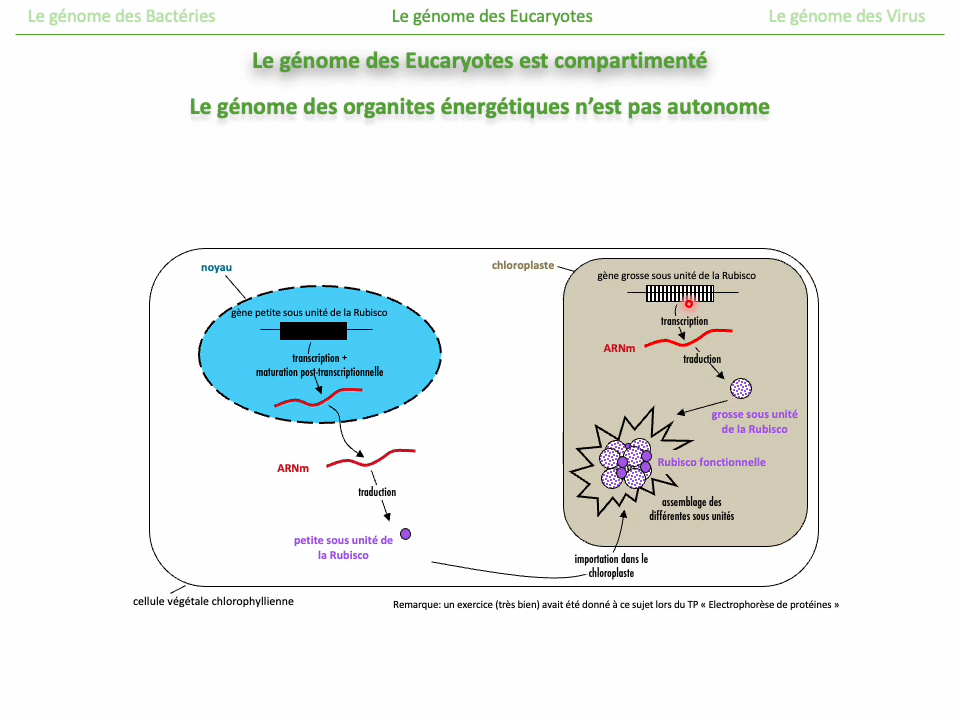 Le génome des Bactéries
Le génome des Eucaryotes
Le génome des Virus
Le génome des Eucaryotes est compartimenté
Le génome des organites énergétiques n'est pas autonome
noyau
gène petite sous unité de la Rubisco
transcription +
maturation post-transcriptionnelle
ARNm
traduction
petite sous unité de
la Rubisco
chloroplaste
gène grosse sous unité de la Rubisco
transcription
ARNm
traduction
grosse sous unité
de la Rubisco
Rubisco fonctionnelle
assemblage des
différentes sous unités
importation dans le
chloroplaste
cellule végétale chlorophyllienne
Remarque: un exercice (très bien) avait été donné à ce sujet lors du TP « Electrophorèse de protéines »